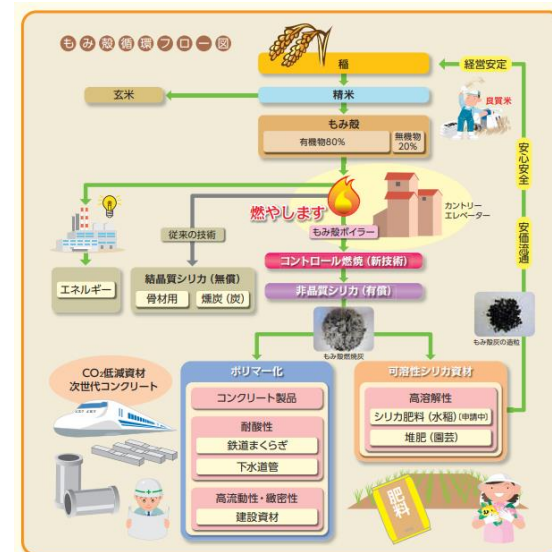 もみ殻循環フロー図
稲
経営安定
玄米
精米
良質米
もみ殻
有機物80%
無機物
20%
安心安全
安価流通
燃やします
カントリー
エレベーター
従来の技術
もみ殻ボイラー
コントロール燃焼(新技術)
エネルギー
結晶質シリカ(無償)
骨材用
燻炭(炭)
非晶質シリカ(有償)
もみ殻燃焼炭
もみ殻炭の造粒
CO₂低減資材
次世代コンクリート
ポリマー化
コンクリート製品
耐酸性
鉄道まくらぎ
下水道管
高流動性・緻密性
建設資材
可溶性シリカ資材
高溶解性
シリカ肥料(水稲)(申請中)
堆肥(園芸)
肥料